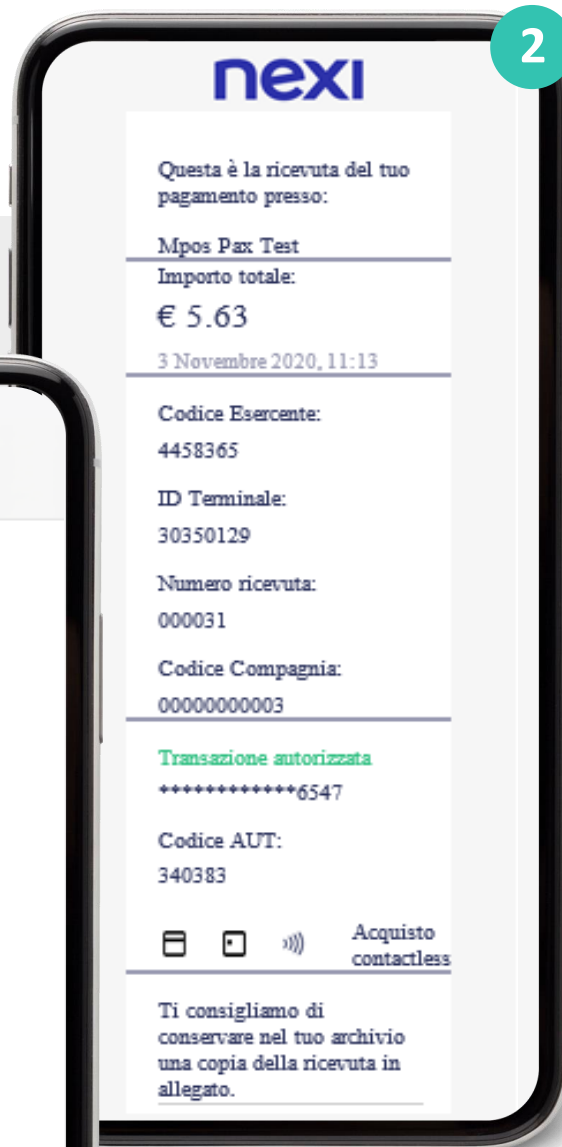 2
nexi
Questa è la ricevuta del tuo
pagamento presso:
Mpos Pax Test
Importo totale:
€ 5.63
3 Novembre 2020, 11:13
Codice Esercente:
4458365
ID Terminale:
30350129
Numero ricevuta:
000031
Codice Compagnia:
00000000003
Transazione autorizzata
************6547
Codice AUT:
340383
Acquisto
contactless
Ti consigliamo di
conservare nel tuo archivio
una copia della ricevuta in
allegato.